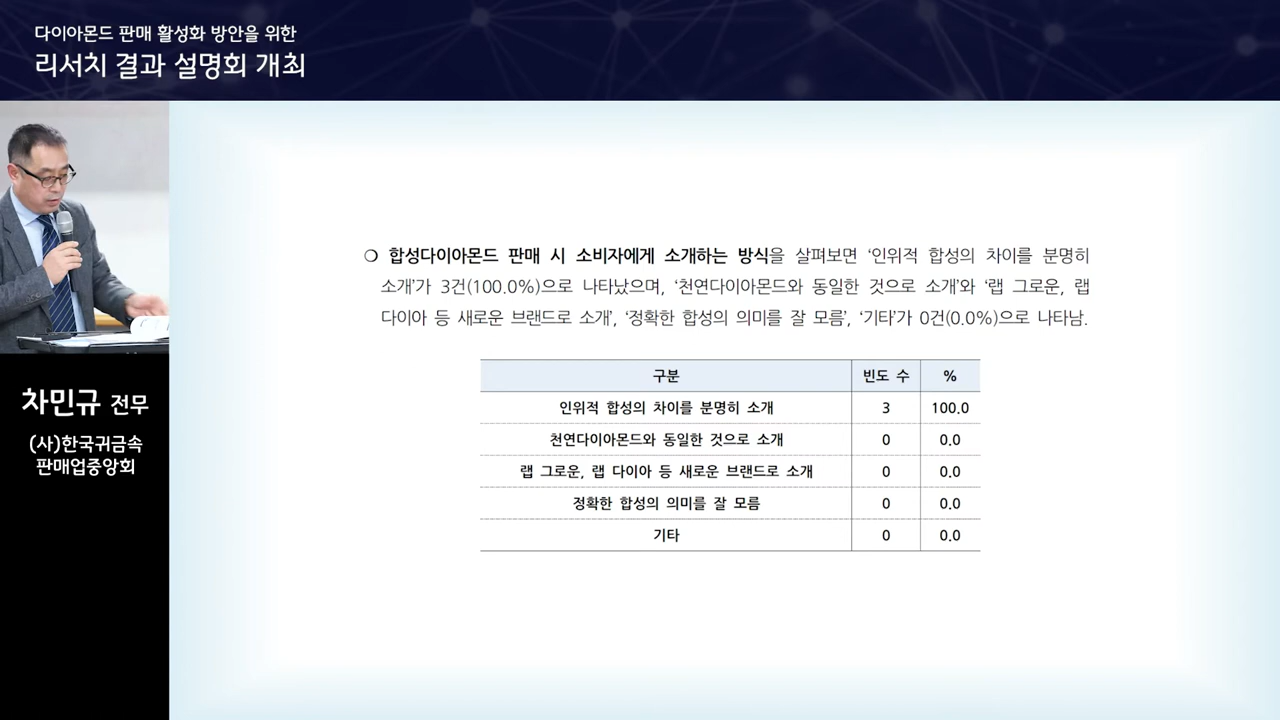 다이아몬드 판매 활성화 방안을 위한
리서치 결과 설명회 개최
차민규 전무
(사)한국귀금속
판매업중앙회
❍ 합성다이아몬드 판매 시 소비자에게 소개하는 방식을 살펴보면 ‘인위적 합성의 차이를 분명히
소개’가 3건(100.0%)으로 나타났으며, ‘천연다이아몬드와 동일한 것으로 소개’와 ‘랩 그로운, 랩
다이아 등 새로운 브랜드로 소개’, ‘정확한 합성의 의미를 잘 모름’, ‘기타’가 0건(0.0%)으로 나타남.
구분 빈도 수 %
인위적 합성의 차이를 분명히 소개 3 100.0
천연다이아몬드와 동일한 것으로 소개 0 0.0
랩 그로운, 랩 다이아 등 새로운 브랜드로 소개 0 0.0
정확한 합성의 의미를 잘 모름 0 0.0
기타 0 0.0